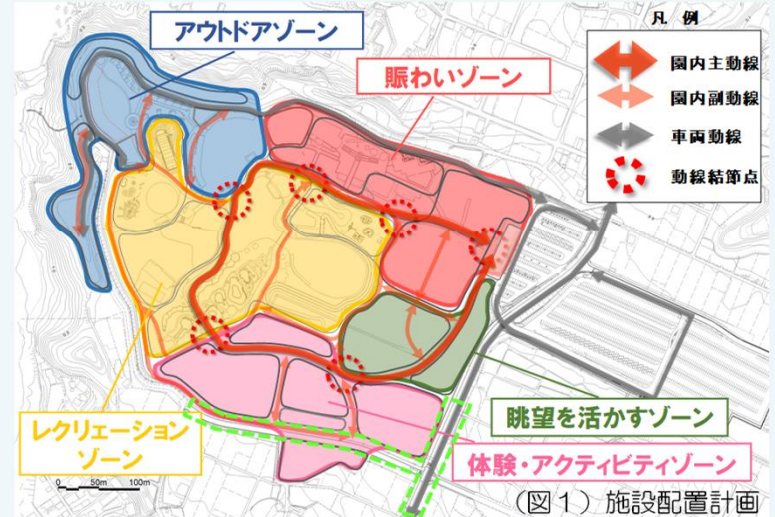 アウトドアゾーン
賑わいゾーン
凡 例
園内主動線
園内副動線
車両動線
動線結節点
レクリェーション
ゾーン
眺望を活かすゾーン
体験・アクティビティゾーン
0 50m 100m
(図1) 施設配置計画